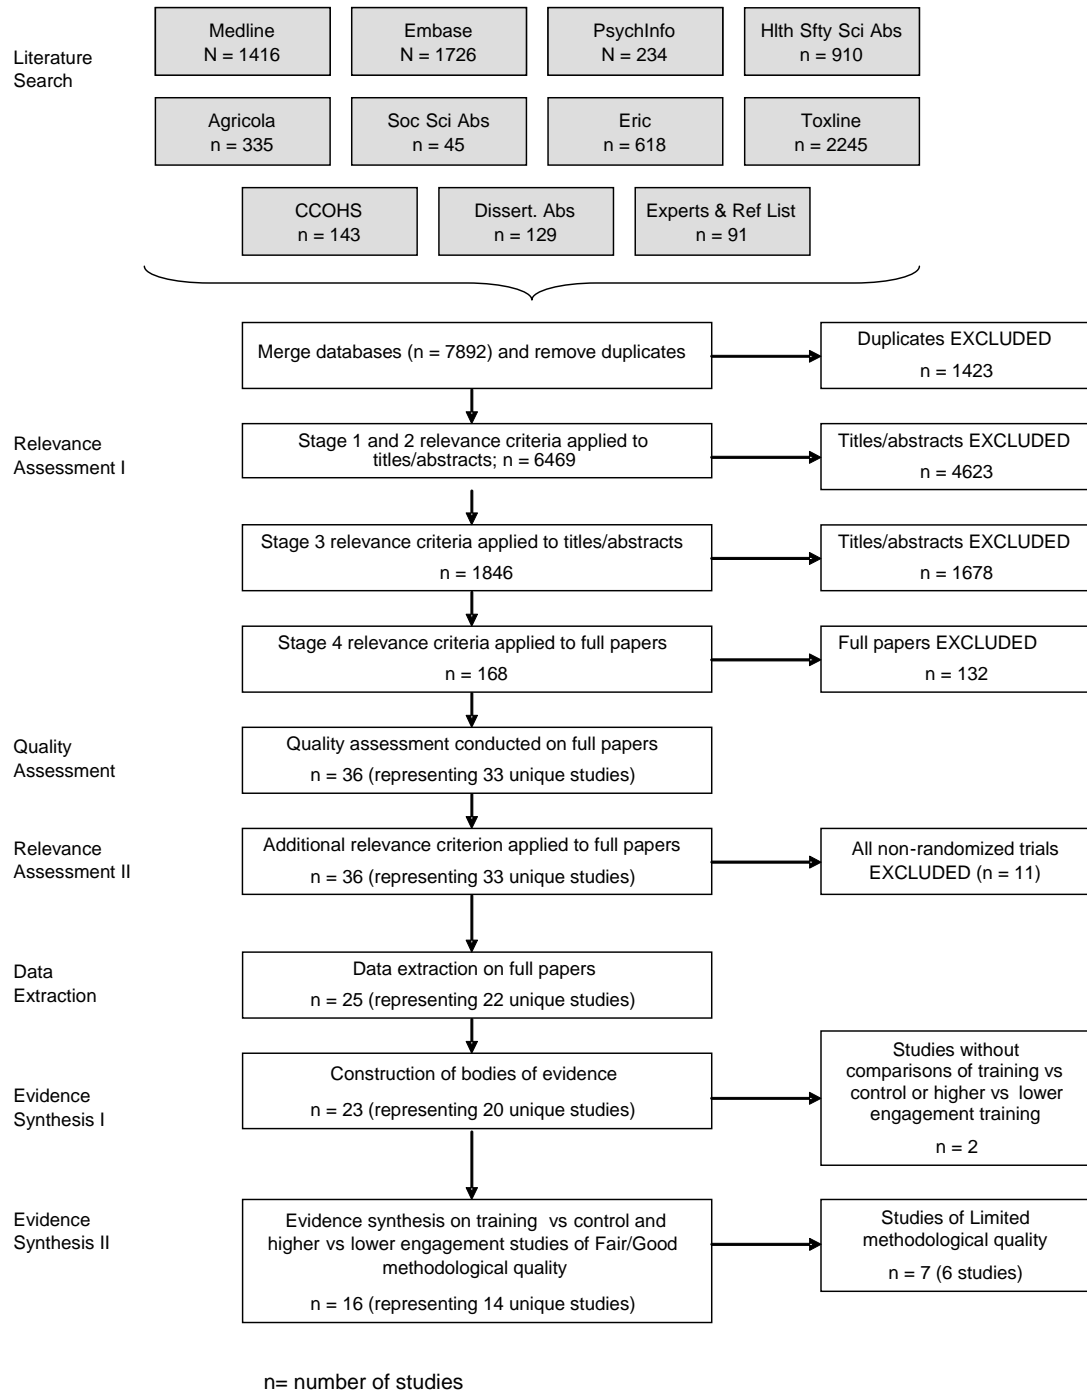 Literature
Search
Medline
N = 1416
Embase
N = 1726
PsychInfo
N = 234
Hlth Sfty Sci Abs
n = 910
Agricola
n = 335
Soc Sci Abs
n = 45
Eric
n = 618
Toxline
n = 2245
CCOHS
n = 143
Dissert. Abs
n = 129
Experts & Ref List
n = 91
Merge databases (n = 7892) and remove duplicates
Duplicates EXCLUDED
n = 1423
Relevance
Assessment I
Stage 1 and 2 relevance criteria applied to
titles/abstracts; n = 6469
Titles/abstracts EXCLUDED
n = 4623
Stage 3 relevance criteria applied to titles/abstracts
n = 1846
Titles/abstracts EXCLUDED
n = 1678
Stage 4 relevance criteria applied to full papers
n = 168
Full papers EXCLUDED
n = 132
Quality
Assessment
Quality assessment conducted on full papers
n = 36 (representing 33 unique studies)
Relevance
Assessment II
Additional relevance criterion applied to full papers
n = 36 (representing 33 unique studies)
All non-randomized trials
EXCLUDED (n = 11)
Data
Extraction
Data extraction on full papers
n = 25 (representing 22 unique studies)
Evidence
Synthesis I
Construction of bodies of evidence
n = 23 (representing 20 unique studies)
Studies without
comparisons of training vs
control or higher vs lower
engagement training
n = 2
Evidence
Synthesis II
Evidence synthesis on training vs control and
higher vs lower engagement studies of Fair/Good
methodological quality
n = 16 (representing 14 unique studies)
Studies of Limited
methodological quality
n = 7 (6 studies)
n= number of studies